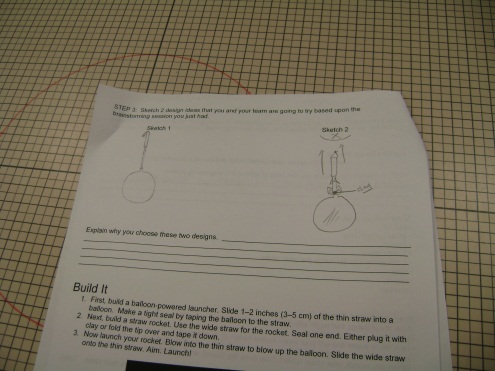 STEP 3: Sketch 2 design ideas that you and your team are going to try based upon the
brainstorming session you just had.
Sketch 1
Sketch 2
clay
Explain why you choose these two designs.
Build It
1. First, build a balloon-powered launcher. Slide 1–2 inches (3–5 cm) of the thin straw into a
balloon. Make a tight seal by taping the balloon to the straw.
2. Next, build a straw rocket. Use the wide straw for the rocket. Seal one end. Either plug it with
clay or fold the tip over and tape it down.
3. Now launch your rocket. Blow into the thin straw to blow up the balloon. Slide the wide straw
onto the thin straw. Aim. Launch!